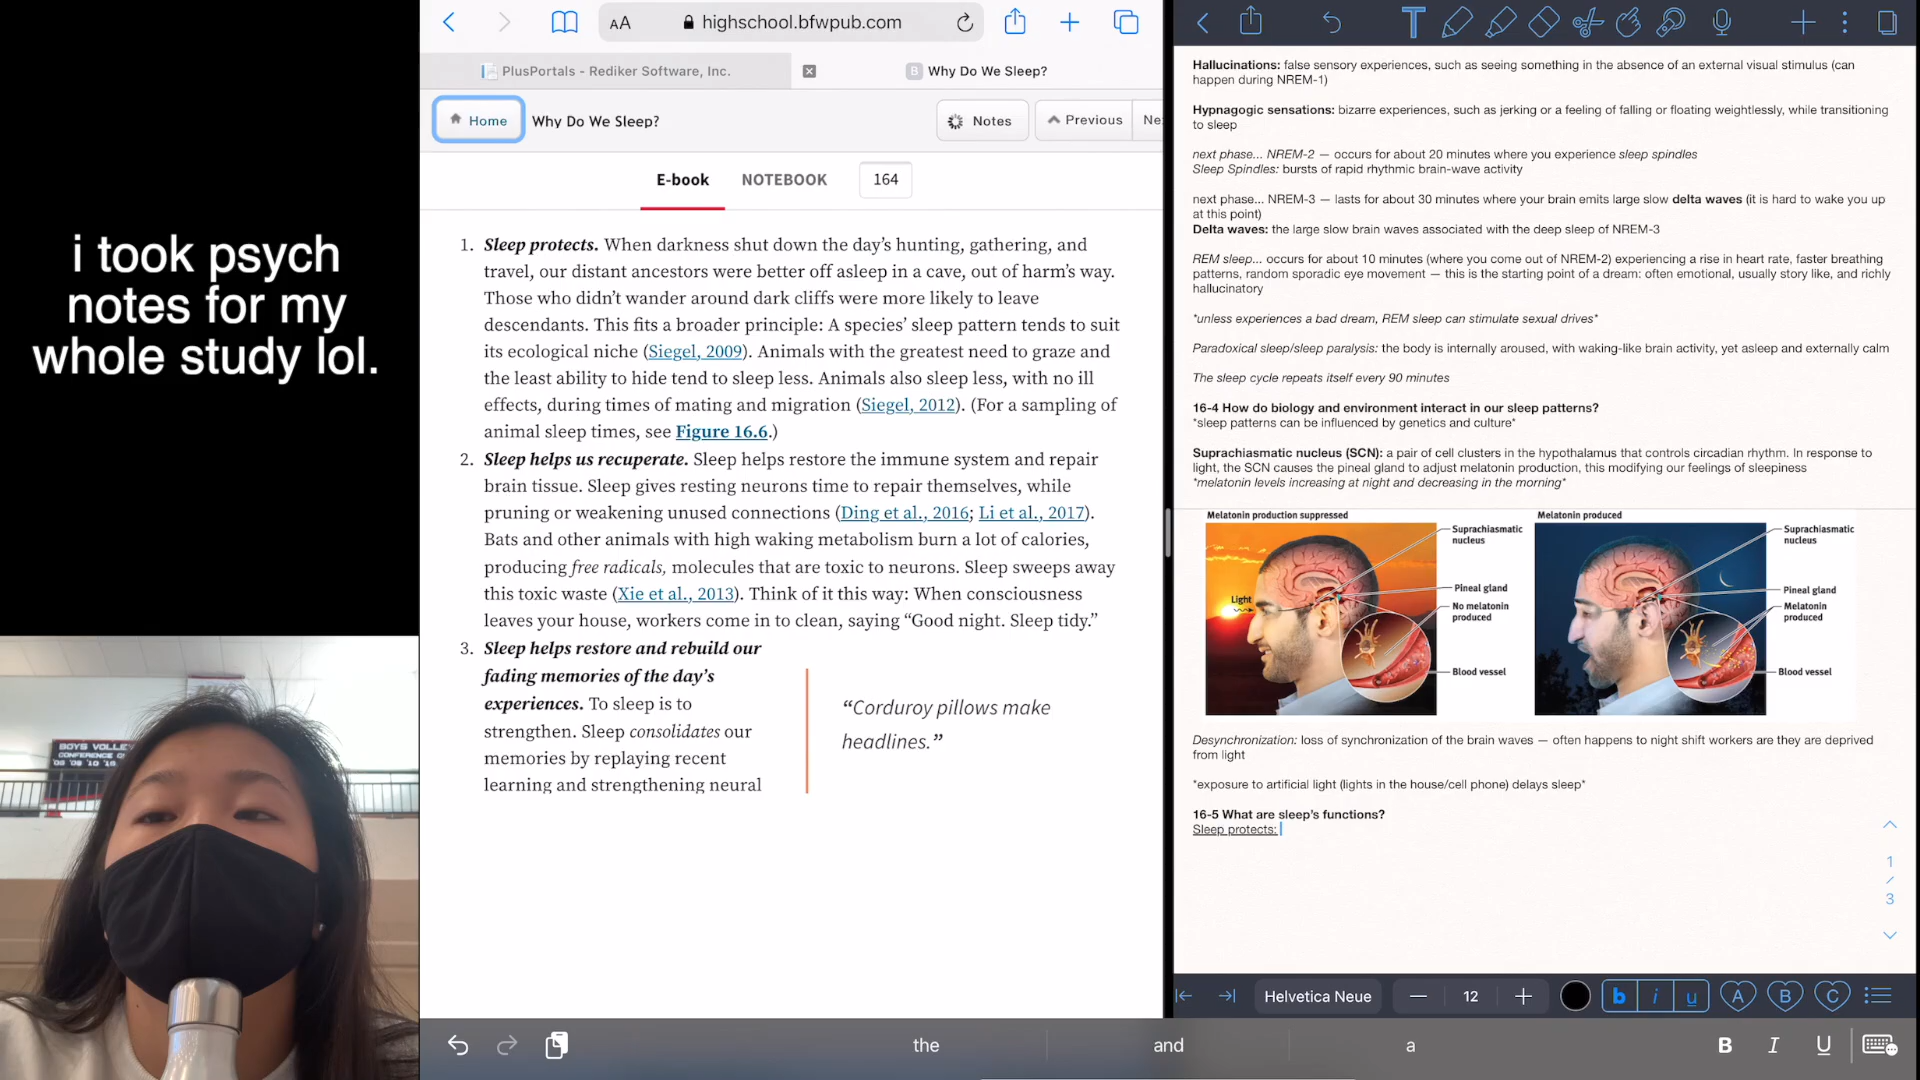 i took psych
notes for my
whole study lol.
BOYS VOLLEY
CONFERENCE
AA
highschool.bfwpub.com
PlusPortals - Rediker Software, Inc.
B
Why Do We Sleep?
Home
Why Do We Sleep?
Notes
Previous
Ne
E-book
NOTEBOOK
164
1. Sleep protects. When darkness shut down the day’s hunting, gathering, and
travel, our distant ancestors were better off asleep in a cave, out of harm’s way.
Those who didn’t wander around dark cliffs were more likely to leave
descendants. This fits a broader principle: A species’ sleep pattern tends to suit
its ecological niche (Siegel, 2009). Animals with the greatest need to graze and
the least ability to hide tend to sleep less. Animals also sleep less, with no ill
effects, during times of mating and migration (Siegel, 2012). (For a sampling of
animal sleep times, see Figure 16.6.)
2. Sleep helps us recuperate. Sleep helps restore the immune system and repair
brain tissue. Sleep gives resting neurons time to repair themselves, while
pruning or weakening unused connections (Ding et al., 2016; Li et al., 2017).
Bats and other animals with high waking metabolism burn a lot of calories,
producing free radicals, molecules that are toxic to neurons. Sleep sweeps away
this toxic waste (Xie et al., 2013). Think of it this way: When consciousness
leaves your house, workers come in to clean, saying “Good night. Sleep tidy.”
3. Sleep helps restore and rebuild our
fading memories of the day’s
experiences. To sleep is to
strengthen. Sleep consolidates our
memories by replaying recent
learning and strengthening neural
“Corduroy pillows make
headlines.”
Hallucinations: false sensory experiences, such as seeing something in the absence of an external visual stimulus (can
happen during NREM-1)
Hypnagogic sensations: bizarre experiences, such as jerking or a feeling of falling or floating weightlessly, while transitioning
to sleep
next phase... NREM-2 — occurs for about 20 minutes where you experience sleep spindles
Sleep Spindles: bursts of rapid rhythmic brain-wave activity
next phase... NREM-3 — lasts for about 30 minutes where your brain emits large slow delta waves (it is hard to wake you up
at this point)
Delta waves: the large slow brain waves associated with the deep sleep of NREM-3
REM sleep... occurs for about 10 minutes (where you come out of NREM-2) experiencing a rise in heart rate, faster breathing
patterns, random sporadic eye movement — this is the starting point of a dream: often emotional, usually story like, and richly
hallucinatory
*unless experiences a bad dream, REM sleep can stimulate sexual drives*
Paradoxical sleep/sleep paralysis: the body is internally aroused, with waking-like brain activity, yet asleep and externally calm
The sleep cycle repeats itself every 90 minutes
16-4 How do biology and environment interact in our sleep patterns?
*sleep patterns can be influenced by genetics and culture*
Suprachiasmatic nucleus (SCN): a pair of cell clusters in the hypothalamus that controls circadian rhythm. In response to
light, the SCN causes the pineal gland to adjust melatonin production, this modifying our feelings of sleepiness
*melatonin levels increasing at night and decreasing in the morning*
Melatonin production suppressed
Light
Suprachiasmatic
nucleus
Pineal gland
No melatonin
produced
Blood vessel
Melatonin produced
Suprachiasmatic
nucleus
Pineal gland
Melatonin
produced
Blood vessel
Desynchronization: loss of synchronization of the brain waves — often happens to night shift workers are they are deprived
from light
*exposure to artificial light (lights in the house/cell phone) delays sleep*
16-5 What are sleep's functions?
Sleep protects:
1
/
3
Helvetica Neue
12
b i u A B C
the
and
a
B I U